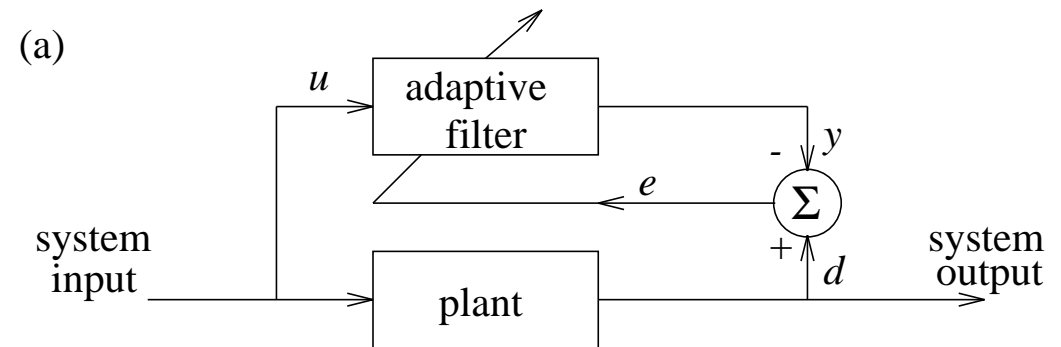 (a)
u
adaptive
filter
-
y
e
Σ
system
input
+
d
system
output
plant